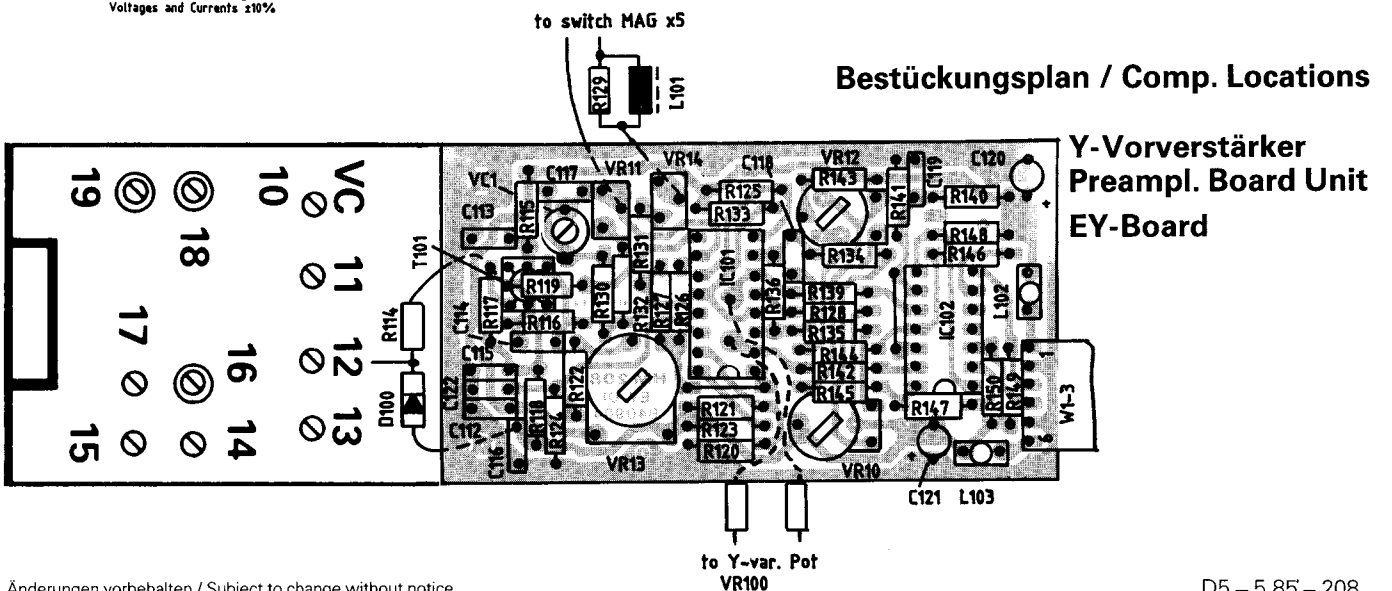 Voltages and Currents ±10%
to switch MAG x5
R129
L101
Bestückungsplan / Comp. Locations
Y-Vorverstärker
Preampl. Board Unit
EY-Board
19
18
17
16
15
14
10
VC
11
12
13
R114
D100
T101
VC1
C113
R115
C117
VR11
VR14
C118
VR12
R125
R133
R143
R141
C119
C120
+
R140
R148
R146
R134
R131
IC101
R136
R119
R117
R130
R132
R127
R126
R116
C114
C115
C122
C112
C116
R118
R124
R122
VR13
R139
R128
R135
R144
R142
R145
IC102
L102
R121
R123
R120
VR10
R147
R150
R149
1
6
W1-3
+
C121
L103
to Y-var. Pot
VR100
Änderungen vorbehalten / Subject to change without notice
D5 – 5.85' – 208